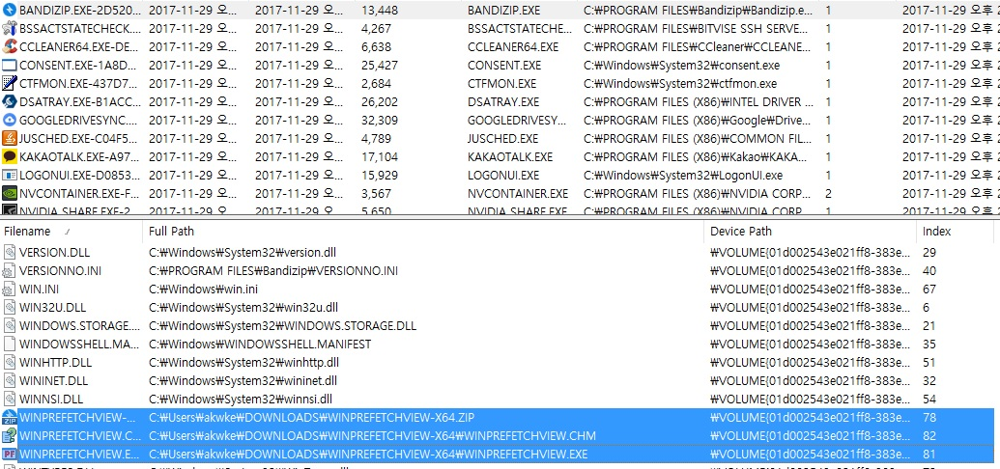 BANDIZIP.EXE-2D520... 2017-11-29 오... 2017-11-29 오... 13,448 BANDIZIP.EXE C:₩PROGRAM FILES₩Bandizip₩Bandizip.e... 1 2017-11-29 오후 2
BSSACTSTATECHECK... 2017-11-29 오... 2017-11-29 오... 4,267 BSSACTSTATECHE... C:₩PROGRAM FILES₩BITVISE SSH SERVE... 1 2017-11-29 오후 2
CCLEANER64.EXE-DE... 2017-11-29 오... 2017-11-29 오... 6,638 CCLEANER64.EXE C:₩PROGRAM FILES₩CCleaner₩CCLEANE... 1 2017-11-29 오후 2
CONSENT.EXE-1A8D... 2017-11-29 오... 2017-11-29 오... 25,427 CONSENT.EXE C:₩Windows₩System32₩consent.exe 1 2017-11-29 오후 2
CTFMON.EXE-437D7... 2017-11-29 오... 2017-11-29 오... 2,684 CTFMON.EXE C:₩Windows₩System32₩ctfmon.exe 1 2017-11-29 오후 2
DSATRAY.EXE-B1ACC... 2017-11-29 오... 2017-11-29 오... 26,202 DSATRAY.EXE C:₩PROGRAM FILES (X86)₩INTEL DRIVER ... 1 2017-11-29 오후 2
GOOGLEDRIVESYNC.... 2017-11-29 오... 2017-11-29 오... 32,309 GOOGLEDRIVESY... C:₩PROGRAM FILES (X86)₩Google₩Drive... 1 2017-11-29 오후 2
JUSCHED.EXE-C04F5... 2017-11-29 오... 2017-11-29 오... 4,789 JUSCHED.EXE C:₩PROGRAM FILES (X86)₩COMMON FIL... 1 2017-11-29 오후 2
KAKAOTALK.EXE-A97... 2017-11-29 오... 2017-11-29 오... 17,104 KAKAOTALK.EXE C:₩PROGRAM FILES (X86)₩Kakao₩KAKA... 1 2017-11-29 오후 2
LOGONUI.EXE-D0853... 2017-11-29 오... 2017-11-29 오... 15,929 LOGONUI.EXE C:₩Windows₩System32₩LogonUI.exe 1 2017-11-29 오후 2
NVCONTAINER.EXE-F... 2017-11-29 오... 2017-11-29 오... 3,567 NVCONTAINER.EXE C:₩PROGRAM FILES₩NVIDIA CORP... 2 2017-11-29 오후 2
NVIDIA SHARE.EXE-2... 2017-11-29 오... 2017-11-29 오... 5,650 NVIDIA SHARE.EXE C:₩PROGRAM FILES₩NVIDIA CORP... 1 2017-11-29 오후 2
Filename Full Path Device Path Index
VERSION.DLL C:₩Windows₩System32₩version.dll ₩VOLUME{01d002543e021ff8-383e... 29
VERSIONNO.INI C:₩PROGRAM FILES₩Bandizip₩VERSIONNO.INI ₩VOLUME{01d002543e021ff8-383e... 40
WIN.INI C:₩Windows₩win.ini ₩VOLUME{01d002543e021ff8-383e... 67
WIN32U.DLL C:₩Windows₩System32₩win32u.dll ₩VOLUME{01d002543e021ff8-383e... 6
WINDOWS.STORAGE.... C:₩Windows₩System32₩WINDOWS.STORAGE.DLL ₩VOLUME{01d002543e021ff8-383e... 21
WINDOWSSHELL.MA... C:₩Windows₩WINDOWSSHELL.MANIFEST ₩VOLUME{01d002543e021ff8-383e... 35
WINHTTP.DLL C:₩Windows₩System32₩winhttp.dll ₩VOLUME{01d002543e021ff8-383e... 51
WININET.DLL C:₩Windows₩System32₩wininet.dll ₩VOLUME{01d002543e021ff8-383e... 32
WINNSI.DLL C:₩Windows₩System32₩winnsi.dll ₩VOLUME{01d002543e021ff8-383e... 54
WINPREFETCHVIEW-... C:₩Users₩akwke₩DOWNLOADS₩WINPREFETCHVIEW-X64.ZIP ₩VOLUME{01d002543e021ff8-383e... 78
WINPREFETCHVIEW.C... C:₩Users₩akwke₩DOWNLOADS₩WINPREFETCHVIEW-X64₩WINPREFETCHVIEW.CHM ₩VOLUME{01d002543e021ff8-383e... 82
WINPREFETCHVIEW.E... C:₩Users₩akwke₩DOWNLOADS₩WINPREFETCHVIEW-X64₩WINPREFETCHVIEW.EXE ₩VOLUME{01d002543e021ff8-383e... 81